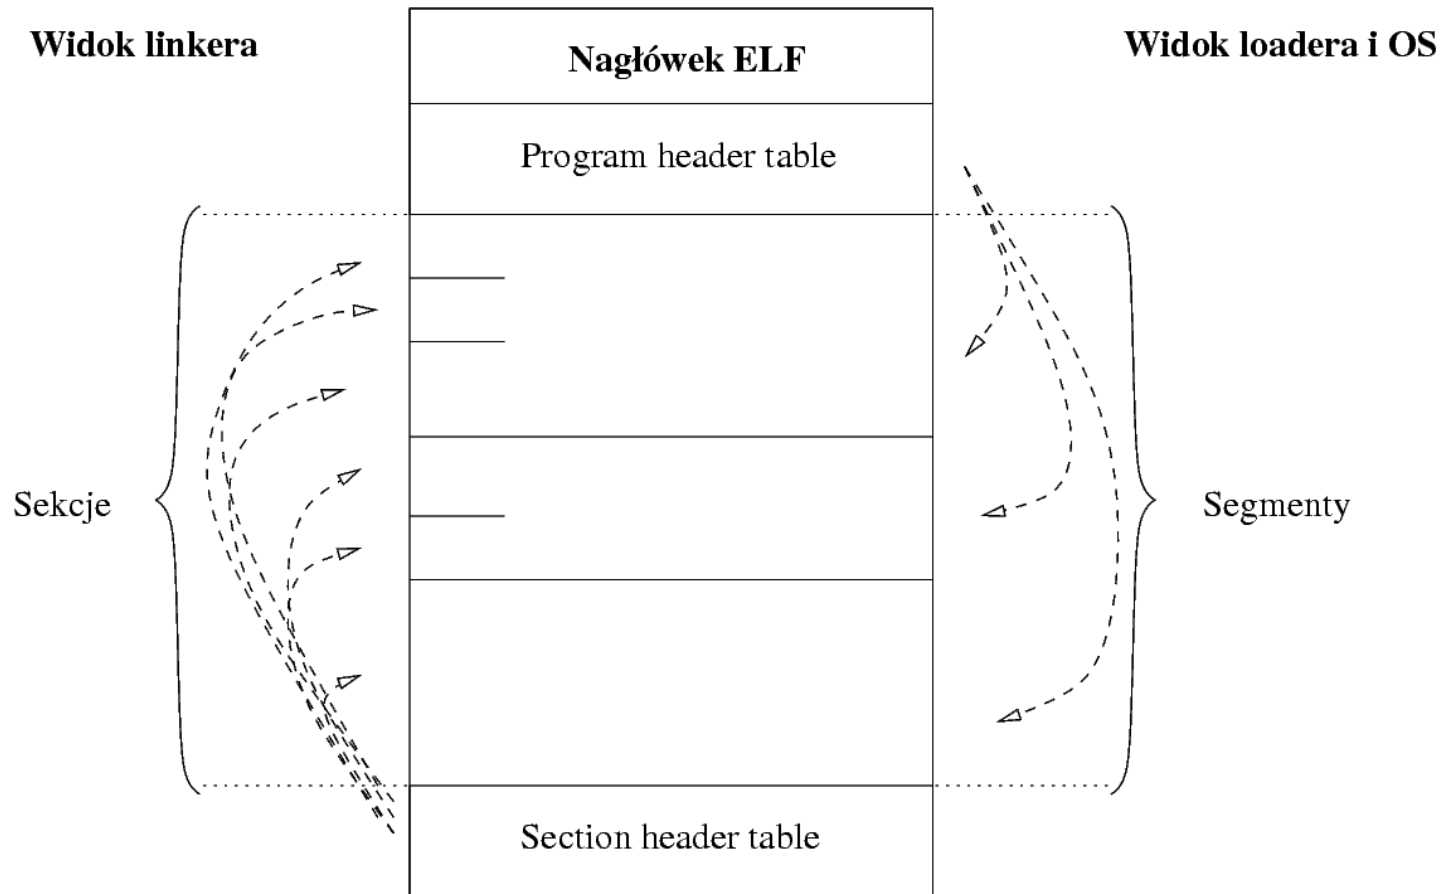 Widok linkera
Nagłówek ELF
Widok loadera i OS
Program header table
Sekcje
Segmenty
Section header table